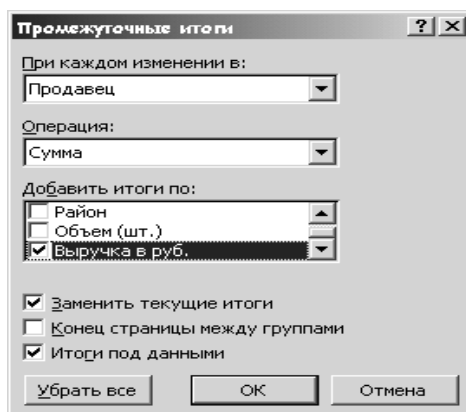 Промежуточные итоги
При каждом изменении в:
Продавец
Операция:
Сумма
Добавить итоги по:
Район
Объем (шт.)
Выручка в руб.
Заменить текущие итоги
Конец страницы между группами
Итоги под данными
Убрать все ОК Отмена